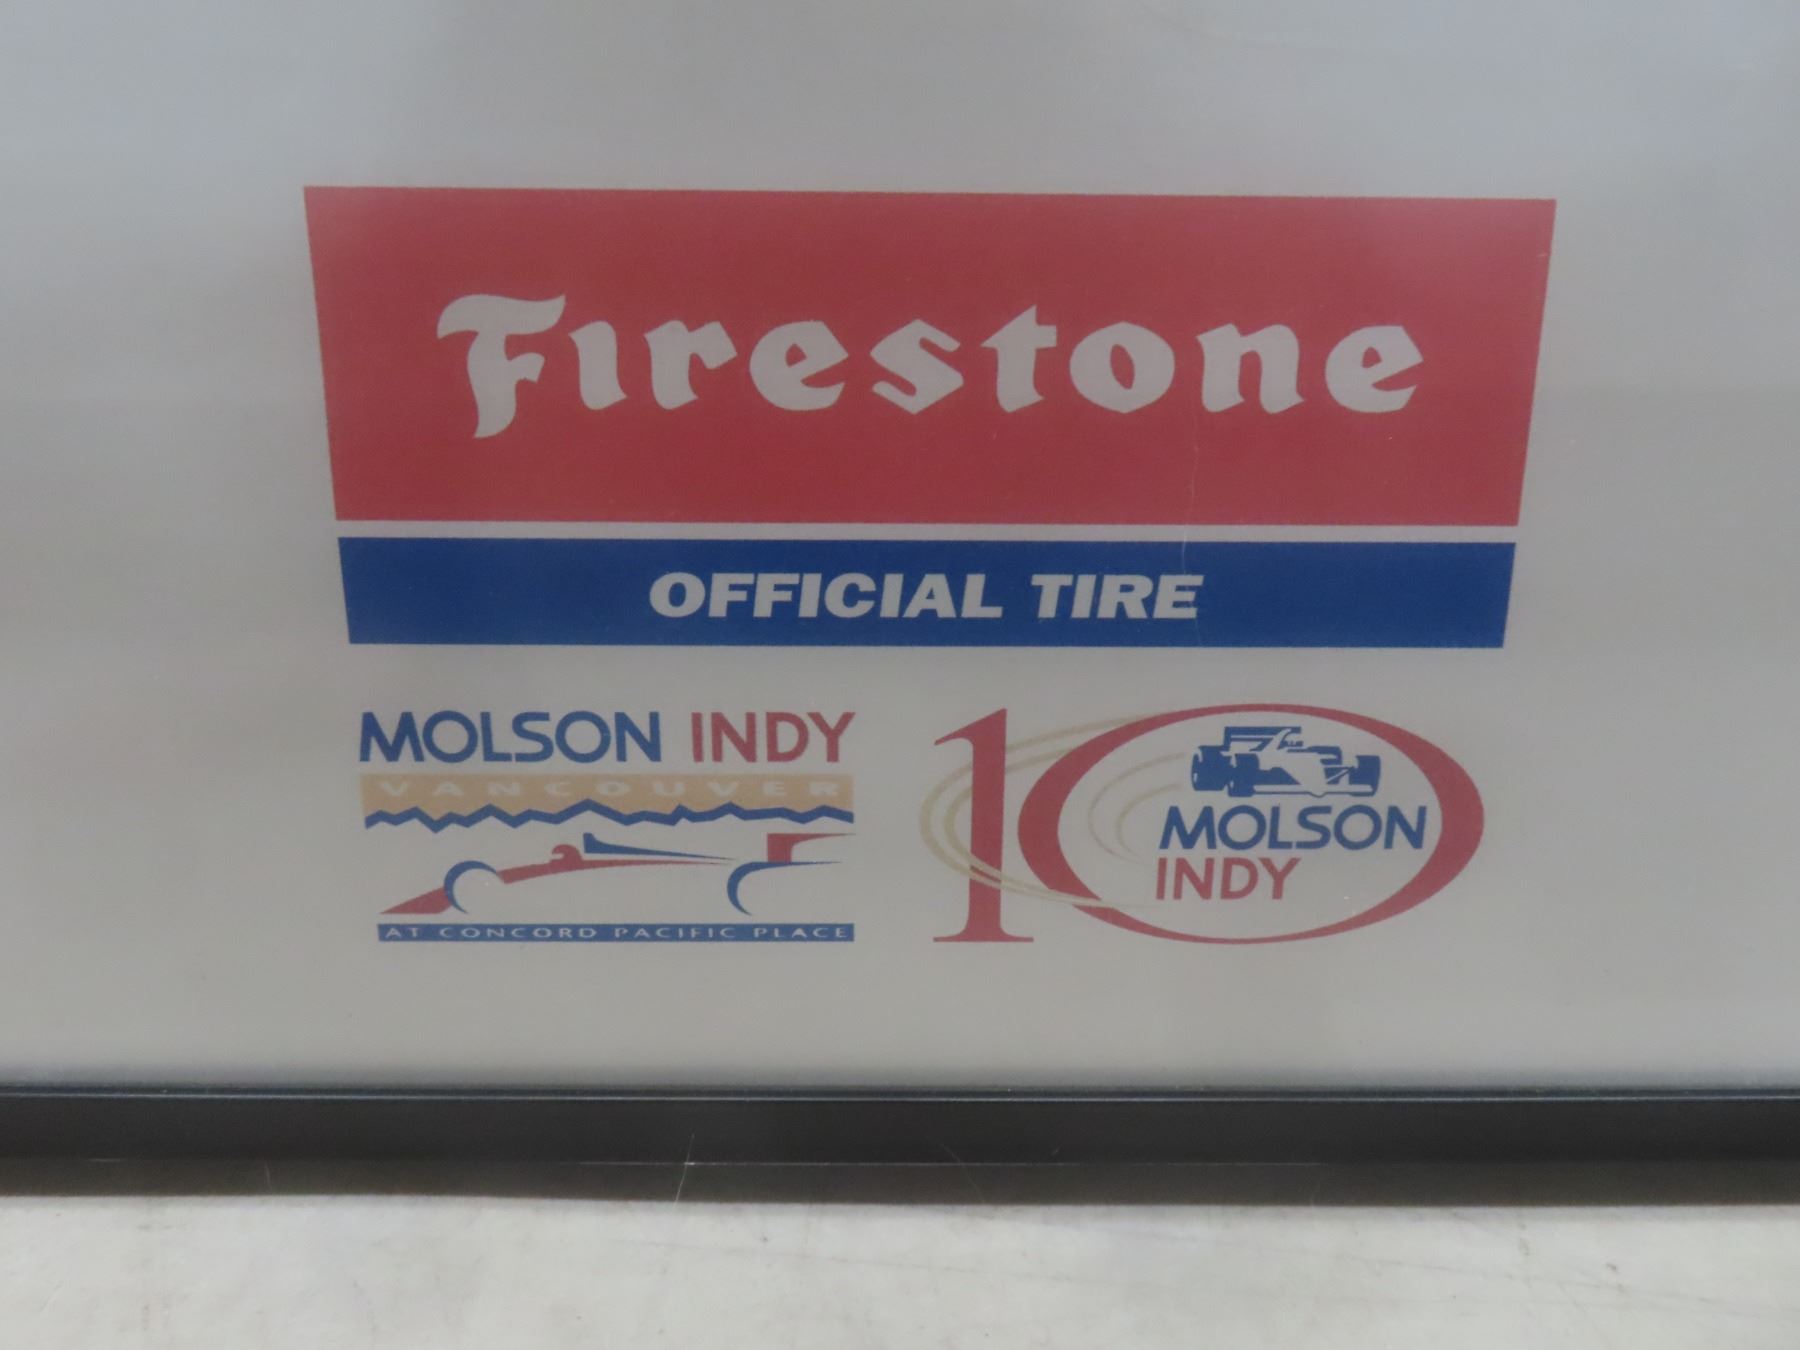 Firestone
OFFICIAL TIRE
MOLSON INDY
VANCOUVER
AT CONCORD PACIFIC PLACE
10
MOLSON
INDY